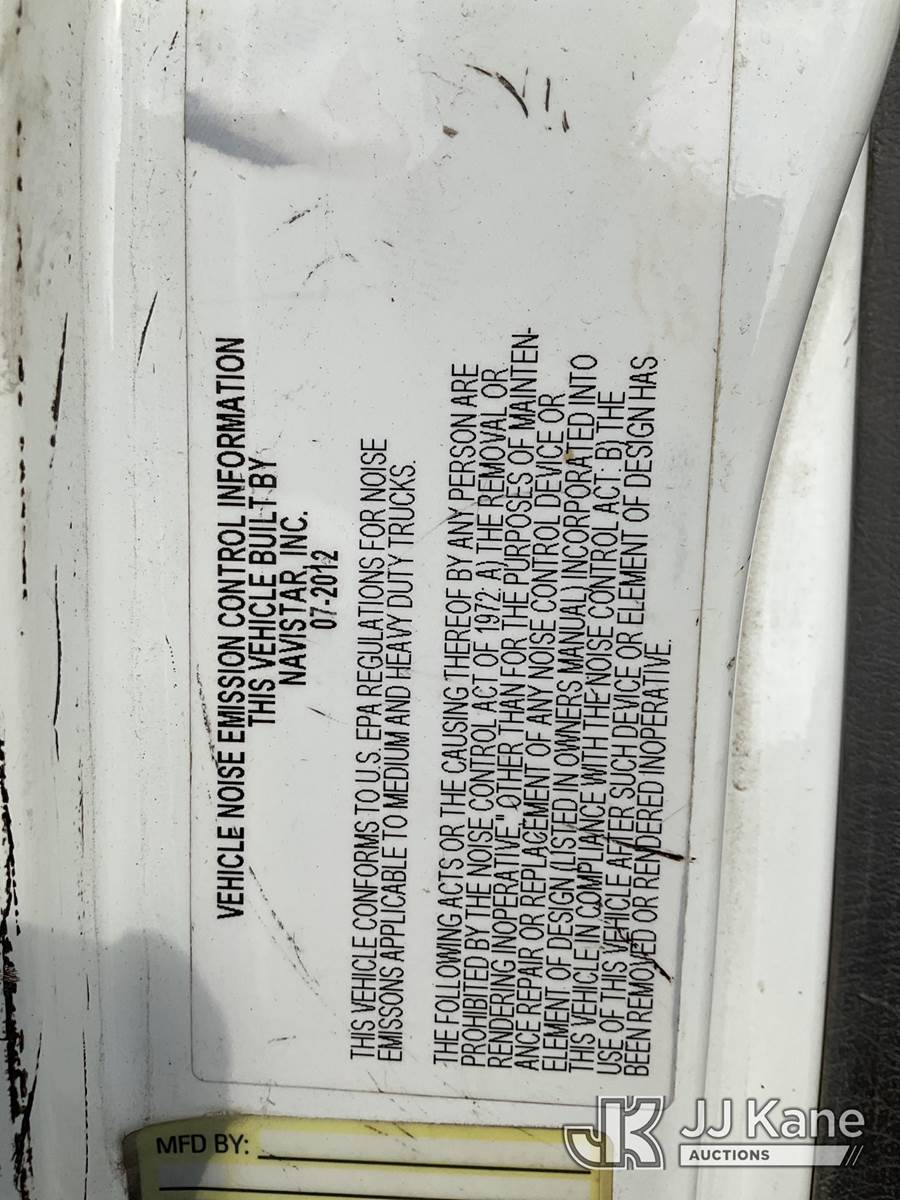 VEHICLE NOISE EMISSION CONTROL INFORMATION
THIS VEHICLE BUILT BY
NAVISTAR, INC.
07-2012
THIS VEHICLE CONFORMS TO U.S. EPA REGULATIONS FOR NOISE
EMISSONS APPLICABLE TO MEDIUM AND HEAVY DUTY TRUCKS.
THE FOLLOWING ACTS OR THE CAUSING THEREOF BY ANY PERSON ARE
PROHIBITED BY THE NOISE CONTROL ACT OF 1972: A) THE REMOVAL OR
RENDERING INOPERATIVE," OTHER THAN FOR THE PURPOSES OF MAINTEN-
ANCE REPAIR OR REPLACEMENT OF ANY NOISE CONTROL DEVICE OR
ELEMENT OF DESIGN (LISTED IN OWNERS MANUAL) INCORPORATED INTO
THIS VEHICLE IN COMPLIANCE WITH THE NOISE CONTROL ACT: B) THE
USE OF THIS VEHICLE AFTER SUCH DEVICE OR ELEMENT OF DESIGN HAS
BEEN REMOVED OR RENDERED INOPERATIVE.
MFD BY:
JK JJ Kane
AUCTIONS